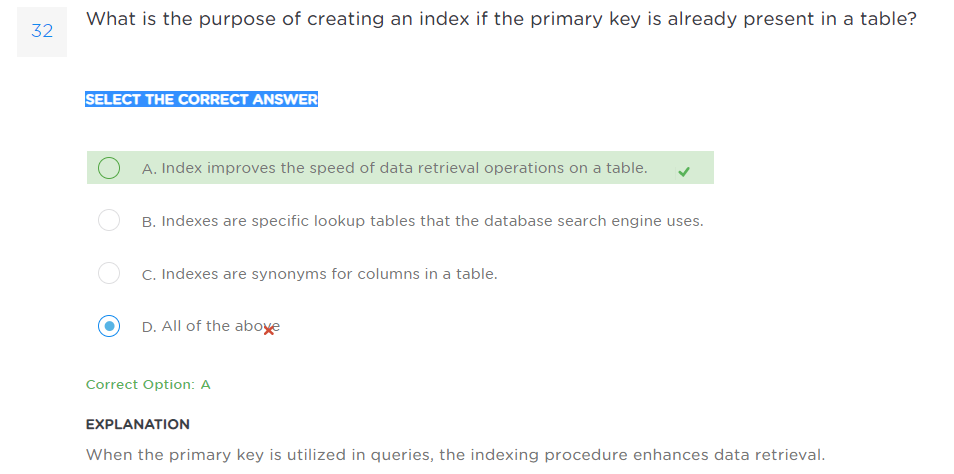 32
What is the purpose of creating an index if the primary key is already present in a table?
SELECT THE CORRECT ANSWER
A. Index improves the speed of data retrieval operations on a table.
B. Indexes are specific lookup tables that the database search engine uses.
C. Indexes are synonyms for columns in a table.
D. All of the above
Correct Option: A
EXPLANATION
When the primary key is utilized in queries, the indexing procedure enhances data retrieval.